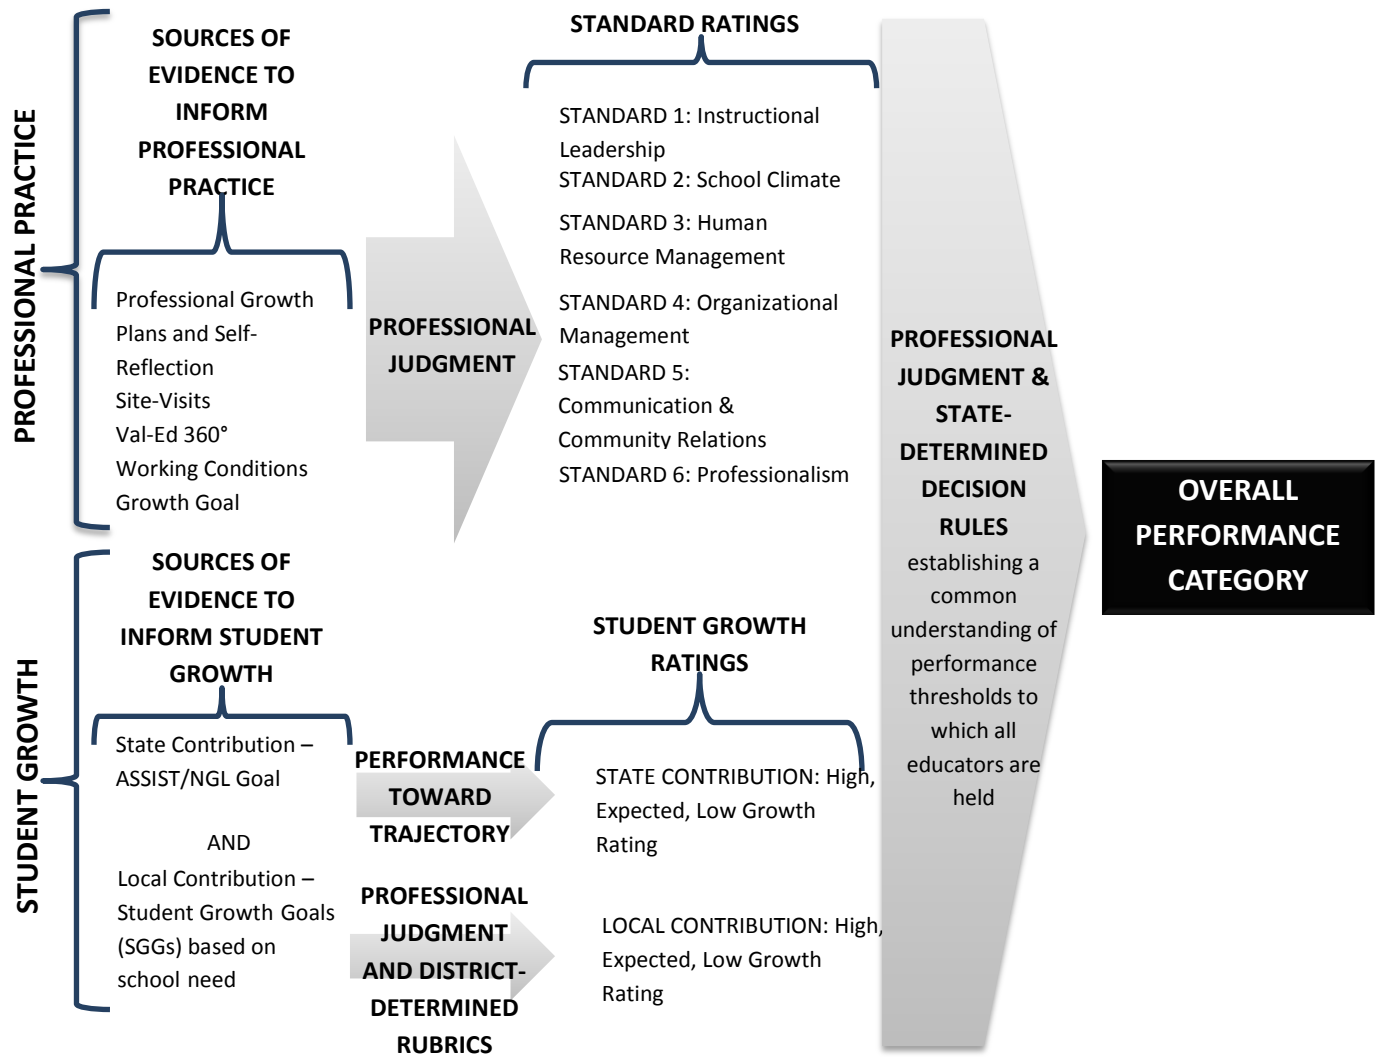 PROFESSIONAL PRACTICE
SOURCES OF
EVIDENCE TO
INFORM
PROFESSIONAL
PRACTICE
Professional Growth
Plans and Self-
Reflection
Site-Visits
Val-Ed 360°
Working Conditions
Growth Goal
PROFESSIONAL
JUDGMENT
STANDARD RATINGS
STANDARD 1: Instructional
Leadership
STANDARD 2: School Climate
STANDARD 3: Human
Resource Management
STANDARD 4: Organizational
Management
STANDARD 5:
Communication &
Community Relations
STANDARD 6: Professionalism
STUDENT GROWTH
SOURCES OF
EVIDENCE TO
INFORM STUDENT
GROWTH
State Contribution –
ASSIST/NGL Goal
AND
Local Contribution –
Student Growth Goals
(SGGs) based on
school need
PERFORMANCE
TOWARD
TRAJECTORY
PROFESSIONAL
JUDGMENT
AND DISTRICT-
DETERMINED
RUBRICS
STUDENT GROWTH
RATINGS
STATE CONTRIBUTION: High,
Expected, Low Growth
Rating
LOCAL CONTRIBUTION: High,
Expected, Low Growth
Rating
PROFESSIONAL
JUDGMENT &
STATE-
DETERMINED
DECISION
RULES
establishing a
common
understanding of
performance
thresholds to
which all
educators are
held
OVERALL
PERFORMANCE
CATEGORY